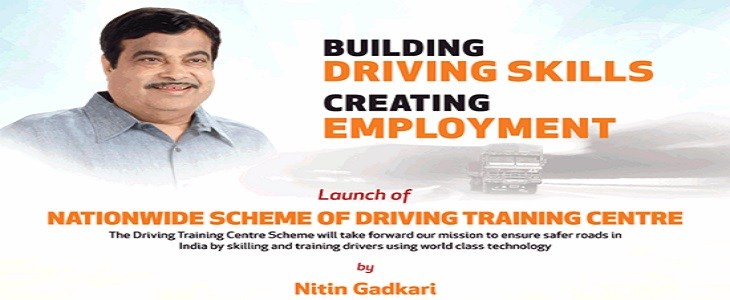 BUILDING
DRIVING SKILLS
CREATING
EMPLOYMENT
Launch of
NATIONWIDE SCHEME OF DRIVING TRAINING CENTRE
The Driving Training Centre Scheme will take forward our mission to ensure safer roads in
India by skilling and training drivers using world class technology
by
Nitin Gadkari